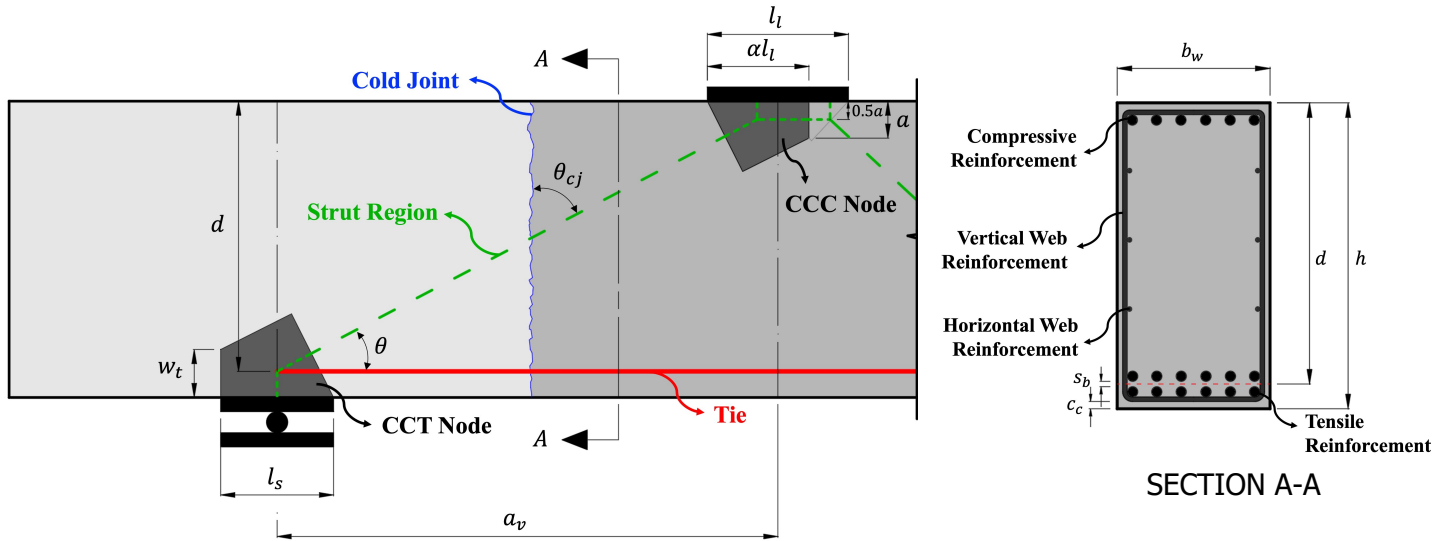 l_l
αl_l
A
Cold Joint
0.5a
a
θ_cj
CCC Node
d
Strut Region
θ
w_t
Tie
CCT Node
A
l_s
a_v
b_w
Compressive
Reinforcement
Vertical Web
Reinforcement
d
h
Horizontal Web
Reinforcement
s_b
c_c
Tensile
Reinforcement
SECTION A-A